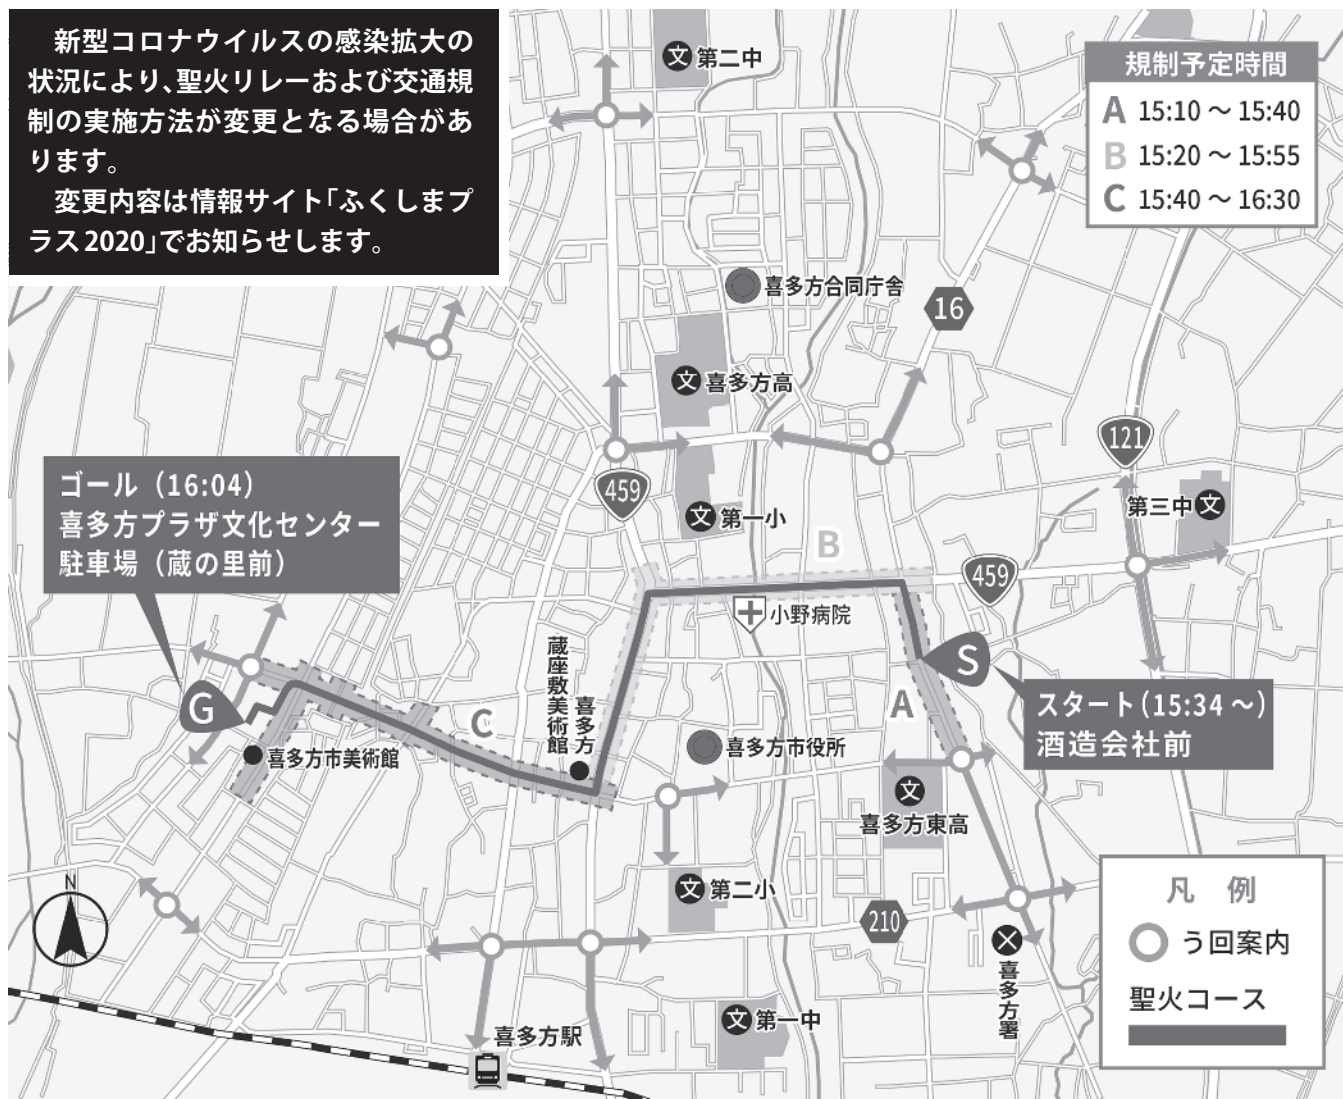 新型コロナウイルスの感染拡大の
状況により、聖火リレーおよび交通規
制の実施方法が変更となる場合があ
ります。
変更内容は情報サイト「ふくしまプ
ラス2020」でお知らせします。
規制予定時間
A 15:10 ～ 15:40
B 15:20 ～ 15:55
C 15:40 ～ 16:30
第二中
喜多方合同庁舎
16
喜多方高
121
ゴール（16:04）
喜多方プラザ文化センター
駐車場（蔵の里前）
459
第一小
第三中
B
459
小野病院
喜多方
蔵座敷美術館
S
G
A
スタート（15:34 ～）
酒造会社前
C
喜多方市美術館
喜多方市役所
喜多方東高
第二小
210
N
喜多方署
第一中
喜多方駅
凡 例
う回案内
聖火コース
文
文
文
文
文
文
文